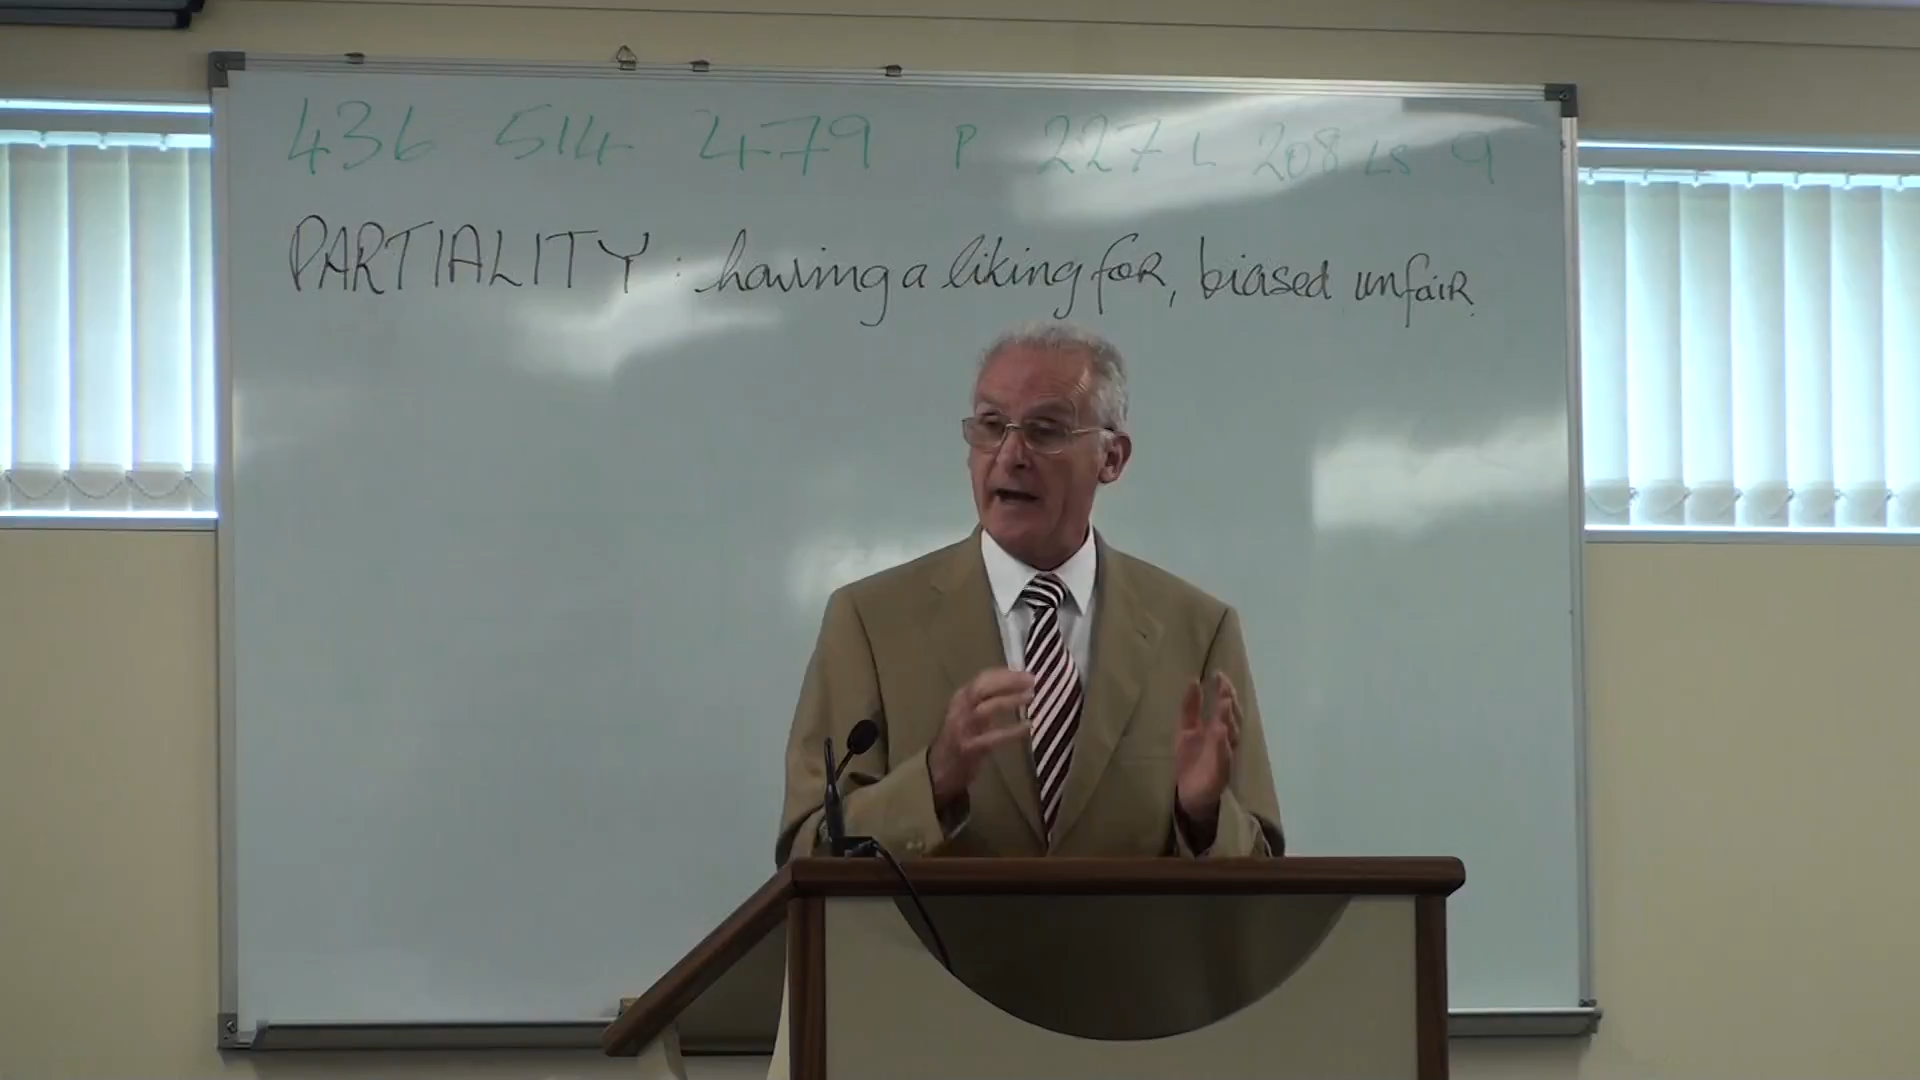 436 514 479 P 227 L 208 LS 9
PARTIALITY : having a liking for, biased unfair.